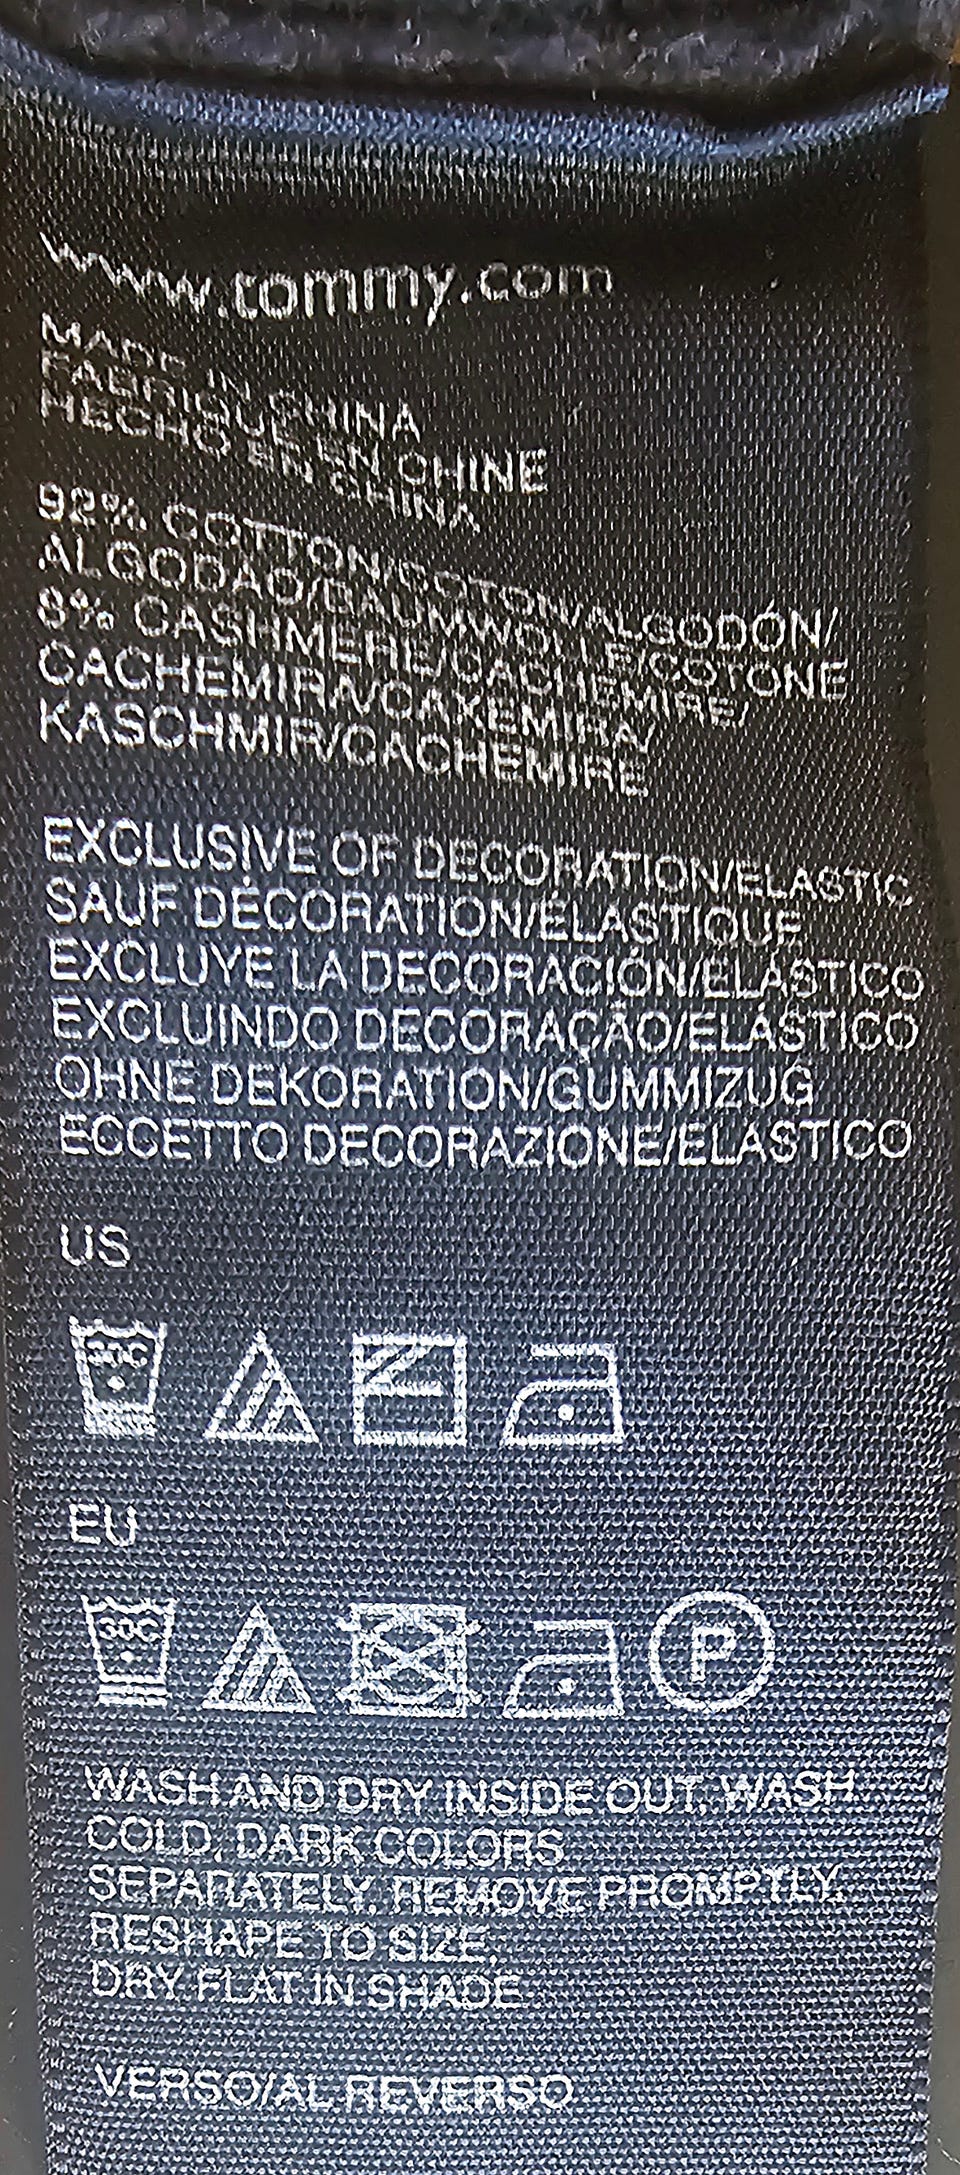 www.tommy.com
MADE IN CHINA
FABRIQUE EN CHINE
HECHO EN CHINA
92% COTTON/COTON/ALGODÓN/
ALGODÃO/BAUMWOLLE/COTONE
8% CASHMERE/CACHEMIRE/
CACHEMIRA/CAXEMIRA/
KASCHMIR/CACHEMIRE
EXCLUSIVE OF DECORATION/ELASTIC
SAUF DÉCORATION/ÉLASTIQUE
EXCLUYE LA DECORACIÓN/ELÁSTICO
EXCLUINDO DECORAÇÃO/ELÁSTICO
OHNE DEKORATION/GUMMIZUG
ECCETTO DECORAZIONE/ELASTICO
US
30C
EU
30C P
WASH AND DRY INSIDE OUT. WASH
COLD. DARK COLORS
SEPARATELY. REMOVE PROMPTLY.
RESHAPE TO SIZE.
DRY FLAT IN SHADE.
VERSO/AL REVERSO